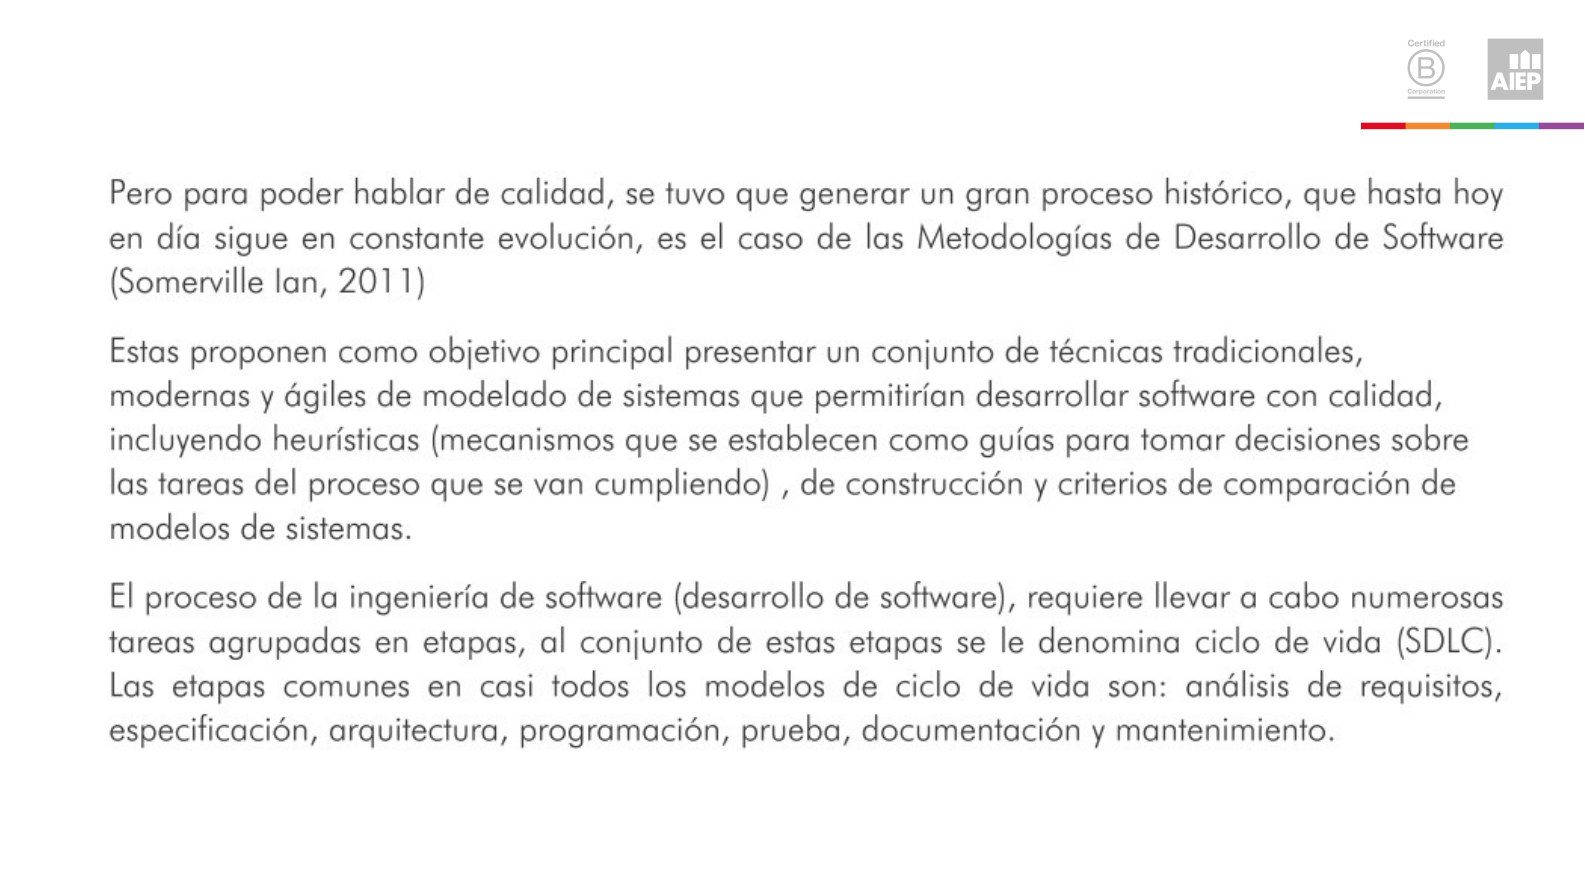 Certified
B
Corporation
AIEP
Pero para poder hablar de calidad, se tuvo que generar un gran proceso histórico, que hasta hoy
en día sigue en constante evolución, es el caso de las Metodologías de Desarrollo de Software
(Somerville Ian, 2011)
Estas proponen como objetivo principal presentar un conjunto de técnicas tradicionales,
modernas y ágiles de modelado de sistemas que permitirían desarrollar software con calidad,
incluyendo heurísticas (mecanismos que se establecen como guías para tomar decisiones sobre
las tareas del proceso que se van cumpliendo) , de construcción y criterios de comparación de
modelos de sistemas.
El proceso de la ingeniería de software (desarrollo de software), requiere llevar a cabo numerosas
tareas agrupadas en etapas, al conjunto de estas etapas se le denomina ciclo de vida (SDLC).
Las etapas comunes en casi todos los modelos de ciclo de vida son: análisis de requisitos,
especificación, arquitectura, programación, prueba, documentación y mantenimiento.